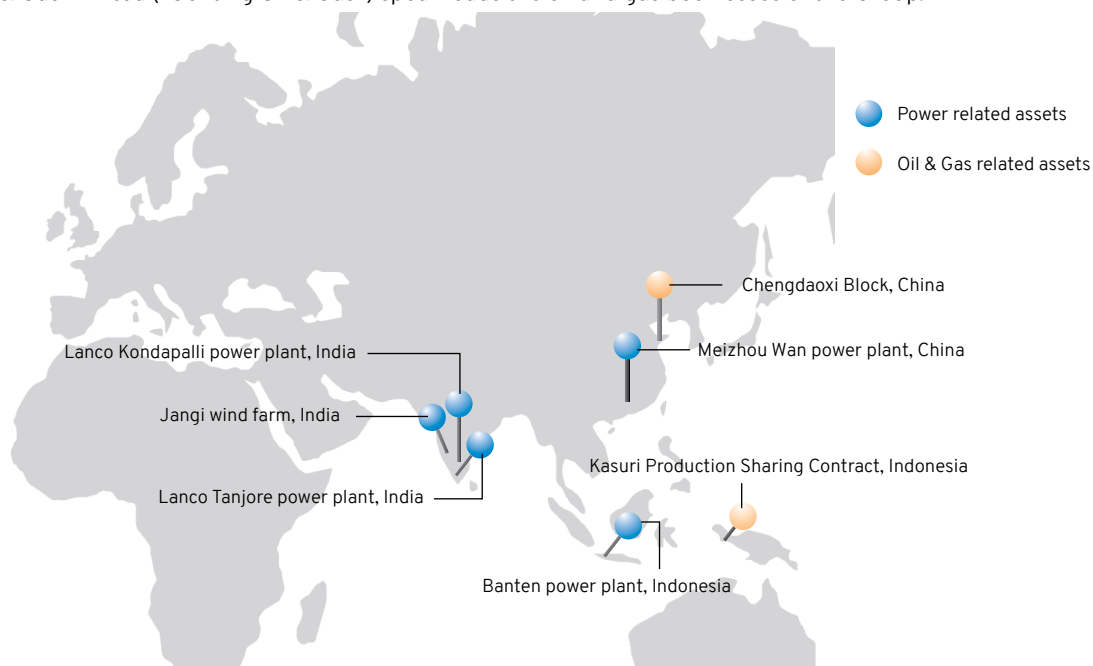 Power related assets
Oil & Gas related assets
Chengdaoxi Block, China
Meizhou Wan power plant, China
Lanco Kondapalli power plant, India
Jangi wind farm, India
Kasuri Production Sharing Contract, Indonesia
Lanco Tanjore power plant, India
Banten power plant, Indonesia